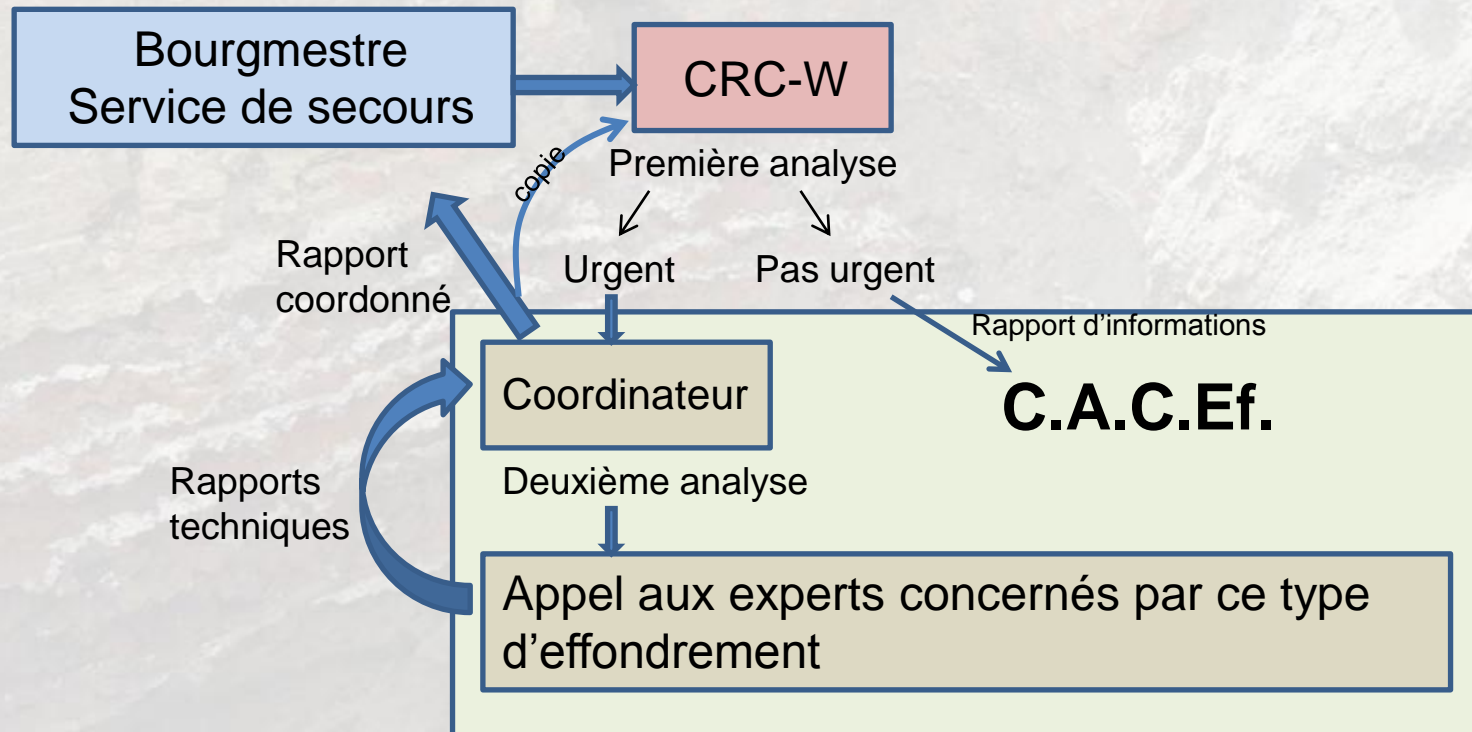 Bourgmestre
Service de secours
CRC-W
copie
Première analyse
Rapport
coordonné
Urgent
Pas urgent
Rapport d’informations
Coordinateur
C.A.C.Ef.
Rapports
techniques
Deuxième analyse
Appel aux experts concernés par ce type
d’effondrement